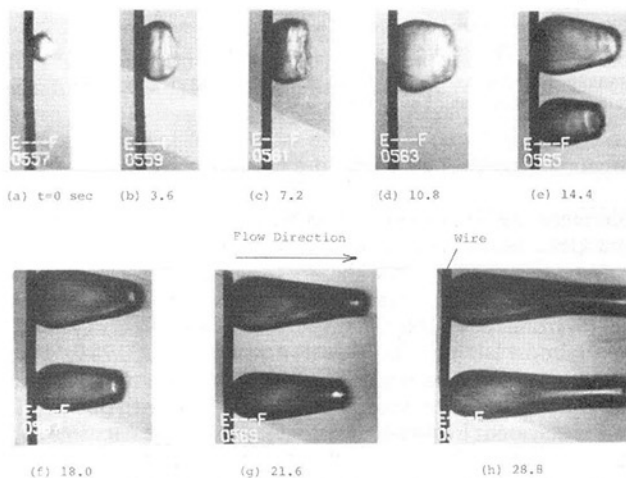 E---F
0557
E---F
0559
E---F
0561
E---F
0563
E---F
0565
(a) t=0 sec (b) 3.6 (c) 7.2 (d) 10.8 (e) 14.4
Flow Direction
Wire
E---F
0567
E---F
0569
(f) 18.0 (g) 21.6 (h) 28.8